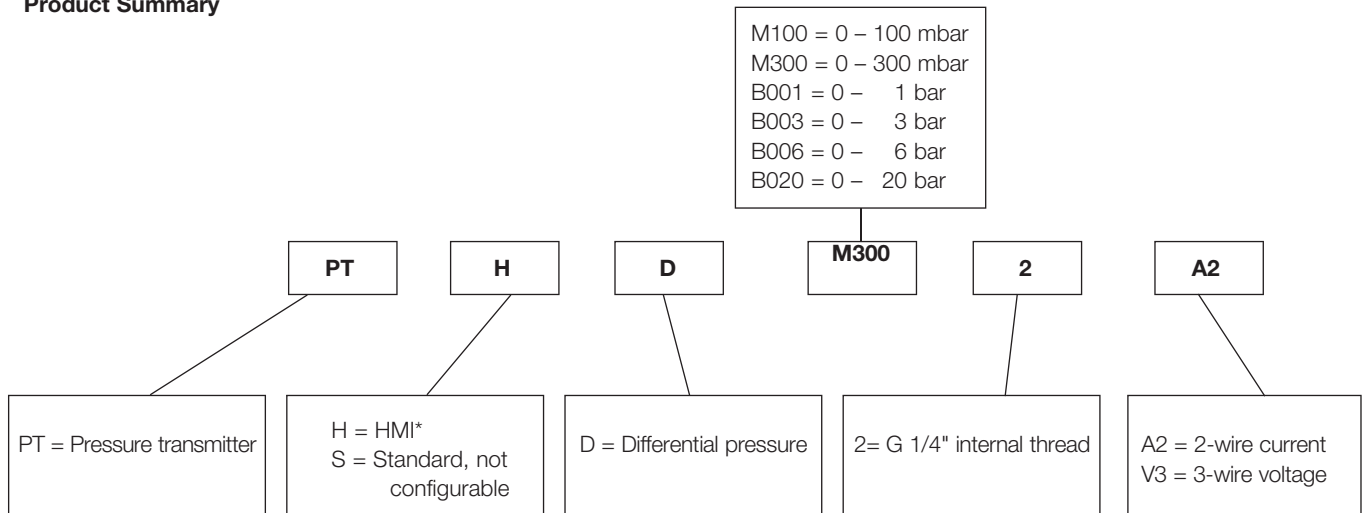 Product Summary
M100 = 0 – 100 mbar
M300 = 0 – 300 mbar
B001 = 0 – 1 bar
B003 = 0 – 3 bar
B006 = 0 – 6 bar
B020 = 0 – 20 bar
PT
H
D
M300
2
A2
PT = Pressure transmitter
H = HMI*
S = Standard, not
configurable
D = Differential pressure
2= G 1/4" internal thread
A2 = 2-wire current
V3 = 3-wire voltage